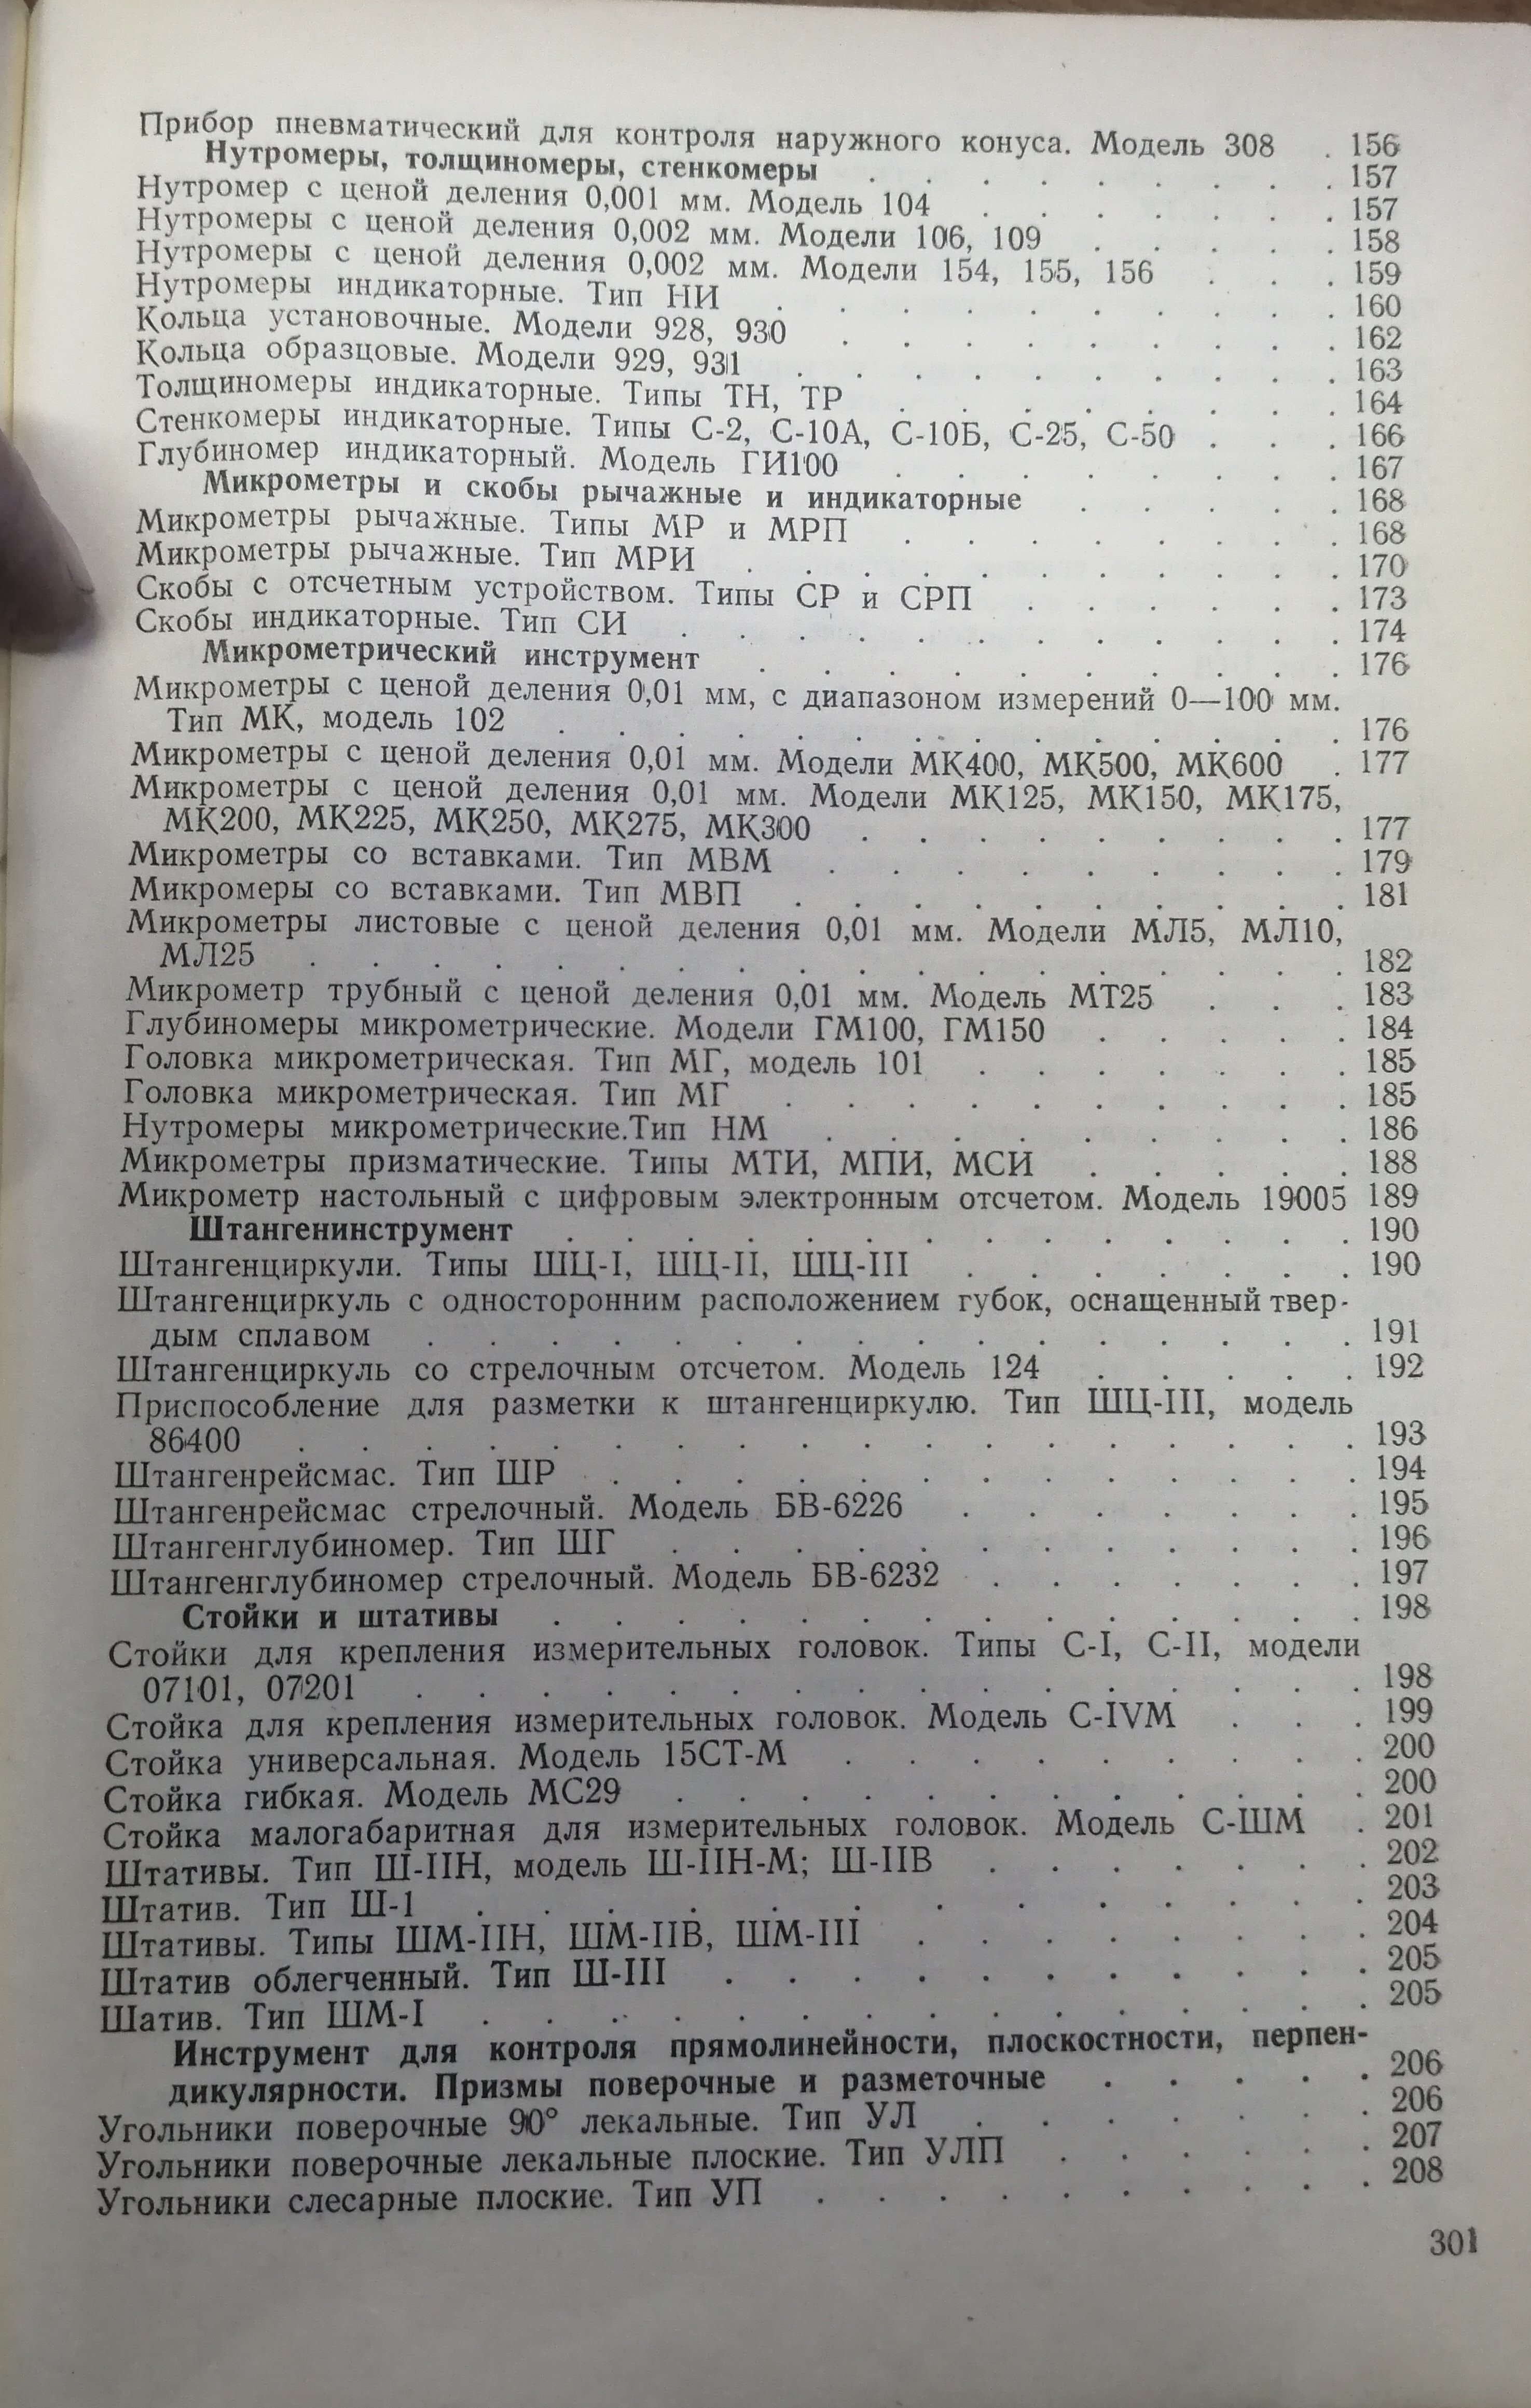 Прибор пневматический для контроля наружного конуса. Модель 308 . 156
Нутромеры, толщиномеры, стенкомеры . . . . . . . . 157
Нутромер с ценой деления 0,001 мм. Модель 104 . . . . . . . 157
Нутромеры с ценой деления 0,002 мм. Модели 106, 109 . . . . . 158
Нутромеры с ценой деления 0,002 мм. Модели 154, 155, 156 . . . 159
Нутромеры индикаторные. Тип НИ . . . . . . . . . . 160
Кольца установочные. Модели 928, 930 . . . . . . . . . 162
Кольца образцовые. Модели 929, 931 . . . . . . . . . . 163
Толщиномеры индикаторные. Типы ТН, ТР . . . . . . . . 164
Стенкомеры индикаторные. Типы С-2, С-10А, С-10Б, С-25, С-50 . . . 166
Глубиномер индикаторный. Модель ГИ100 . . . . . . . . 167
Микрометры и скобы рычажные и индикаторные . . . . . 168
Микрометры рычажные. Типы МР и МРП . . . . . . . . 168
Микрометры рычажные. Тип МРИ . . . . . . . . . . . 170
Скобы с отсчетным устройством. Типы СР и СРП . . . . . . 173
Скобы индикаторные. Тип СИ . . . . . . . . . . . . 174
Микрометрический инструмент . . . . . . . . . . 176
Микрометры с ценой деления 0,01 мм, с диапазоном измерений 0—100 мм.
Тип МК, модель 102 . . . . . . . . . . . . . . 176
Микрометры с ценой деления 0,01 мм. Модели МК400, МК500, МК600 . 177
Микрометры с ценой деления 0,01 мм. Модели МК125, МК150, МК175,
МК200, МК225, МК250, МК275, МК300 . . . . . . . . . 177
Микрометры со вставками. Тип МВМ . . . . . . . . . 179
Микромеры со вставками. Тип МВП . . . . . . . . . . 181
Микрометры листовые с ценой деления 0,01 мм. Модели МЛ5, МЛ10,
МЛ25 . . . . . . . . . . . . . . . . . . 182
Микрометр трубный с ценой деления 0,01 мм. Модель МТ25 . . . 183
Глубиномеры микрометрические. Модели ГМ100, ГМ150 . . . . . 184
Головка микрометрическая. Тип МГ, модель 101 . . . . . . . 185
Головка микрометрическая. Тип МГ . . . . . . . . . . 185
Нутромеры микрометрические.Тип НМ . . . . . . . . . 186
Микрометры призматические. Типы МТИ, МПИ, МСИ . . . . . 188
Микрометр настольный с цифровым электронным отсчетом. Модель 19005 189
Штангенинструмент . . . . . . . . . . . . . 190
Штангенциркули. Типы ШЦ-I, ШЦ-II, ШЦ-III . . . . . . . 190
Штангенциркуль с односторонним расположением губок, оснащенный твер-
дым сплавом . . . . . . . . . . . . . . . . 191
Штангенциркуль со стрелочным отсчетом. Модель 124 . . . . . 192
Приспособление для разметки к штангенциркулю. Тип ШЦ-III, модель
86400 . . . . . . . . . . . . . . . . . . 193
Штангенрейсмас. Тип ШР . . . . . . . . . . . . . 194
Штангенрейсмас стрелочный. Модель БВ-6226 . . . . . . . 195
Штангенглубиномер. Тип ШГ . . . . . . . . . . . . 196
Штангенглубиномер стрелочный. Модель БВ-6232 . . . . . . . 197
Стойки и штативы . . . . . . . . . . . . . . 198
Стойки для крепления измерительных головок. Типы С-I, С-II, модели
07101, 07201 . . . . . . . . . . . . . . . . 198
Стойка для крепления измерительных головок. Модель С-IVМ . . . 199
Стойка универсальная. Модель 15СТ-М . . . . . . . . . 200
Стойка гибкая. Модель МС29 . . . . . . . . . . . . 200
Стойка малогабаритная для измерительных головок. Модель С-ШМ . 201
Штативы. Тип Ш-IIН, модель Ш-IIН-М; Ш-IIВ . . . . . . . 202
Штатив. Тип Ш-1 . . . . . . . . . . . . . . . 203
Штативы. Типы ШМ-IIН, ШМ-IIВ, ШМ-III . . . . . . . . 204
Штатив облегченный. Тип Ш-III . . . . . . . . . . . 205
Шатив. Тип ШМ-I . . . . . . . . . . . . . . . 205
Инструмент для контроля прямолинейности, плоскостности, перпен-
дикулярности. Призмы поверочные и разметочные . . . . . 206
Угольники поверочные 90° лекальные. Тип УЛ . . . . . . . 206
Угольники поверочные лекальные плоские. Тип УЛП . . . . . . 207
Угольники слесарные плоские. Тип УП . . . . . . . . . . 208
301